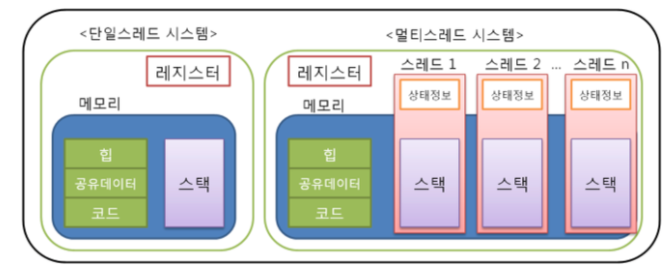 <단일스레드 시스템>
레지스터
메모리
힙
공유데이터
코드
스택
<멀티스레드 시스템>
레지스터
스레드 1
스레드 2
...
스레드 n
메모리
상태정보
상태정보
상태정보
힙
공유데이터
코드
스택
스택
스택